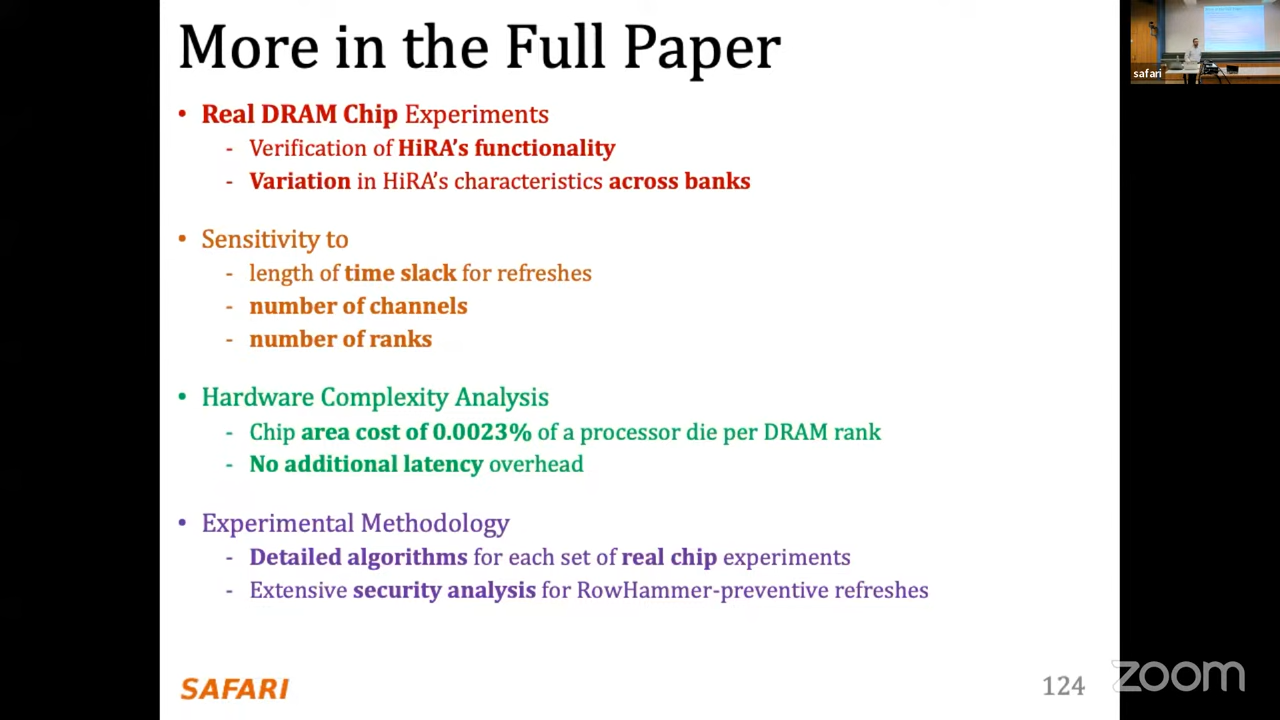 More in the Full Paper
safari
• Real DRAM Chip Experiments
- Verification of HiRA’s functionality
- Variation in HiRA’s characteristics across banks
• Sensitivity to
- length of time slack for refreshes
- number of channels
- number of ranks
• Hardware Complexity Analysis
- Chip area cost of 0.0023% of a processor die per DRAM rank
- No additional latency overhead
• Experimental Methodology
- Detailed algorithms for each set of real chip experiments
- Extensive security analysis for RowHammer-preventive refreshes
SAFARI
124
zoom